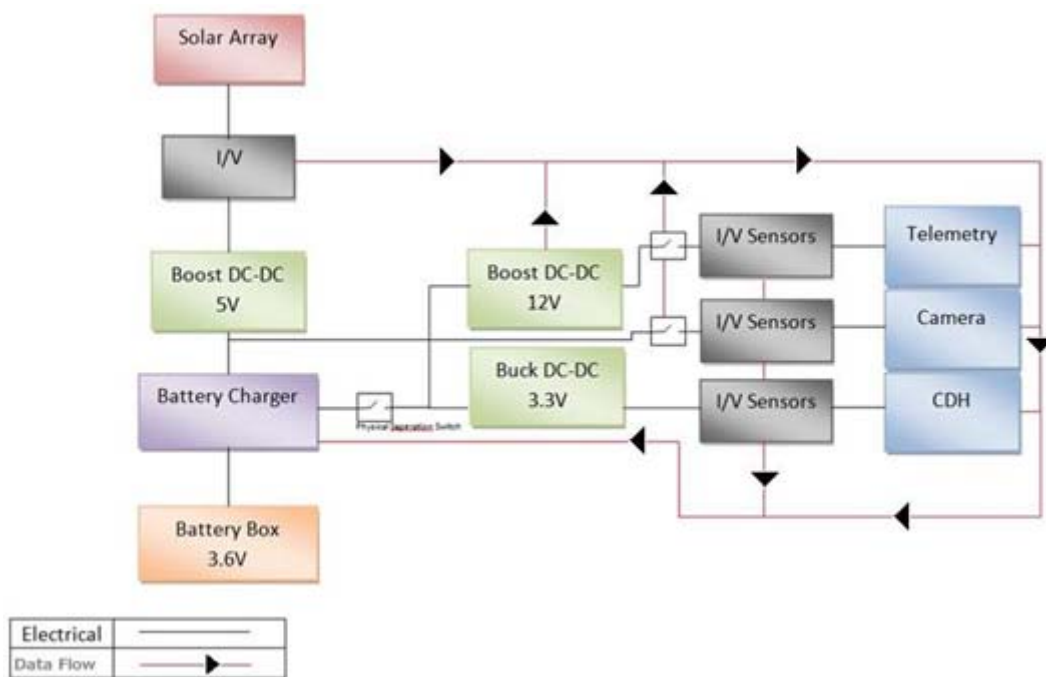 Solar Array
I/V
Boost DC-DC
5V
Boost DC-DC
12V
I/V Sensors
Telemetry
I/V Sensors
Camera
Battery Charger
Physical Separation Switch
Buck DC-DC
3.3V
I/V Sensors
CDH
Battery Box
3.6V
Electrical
Data Flow